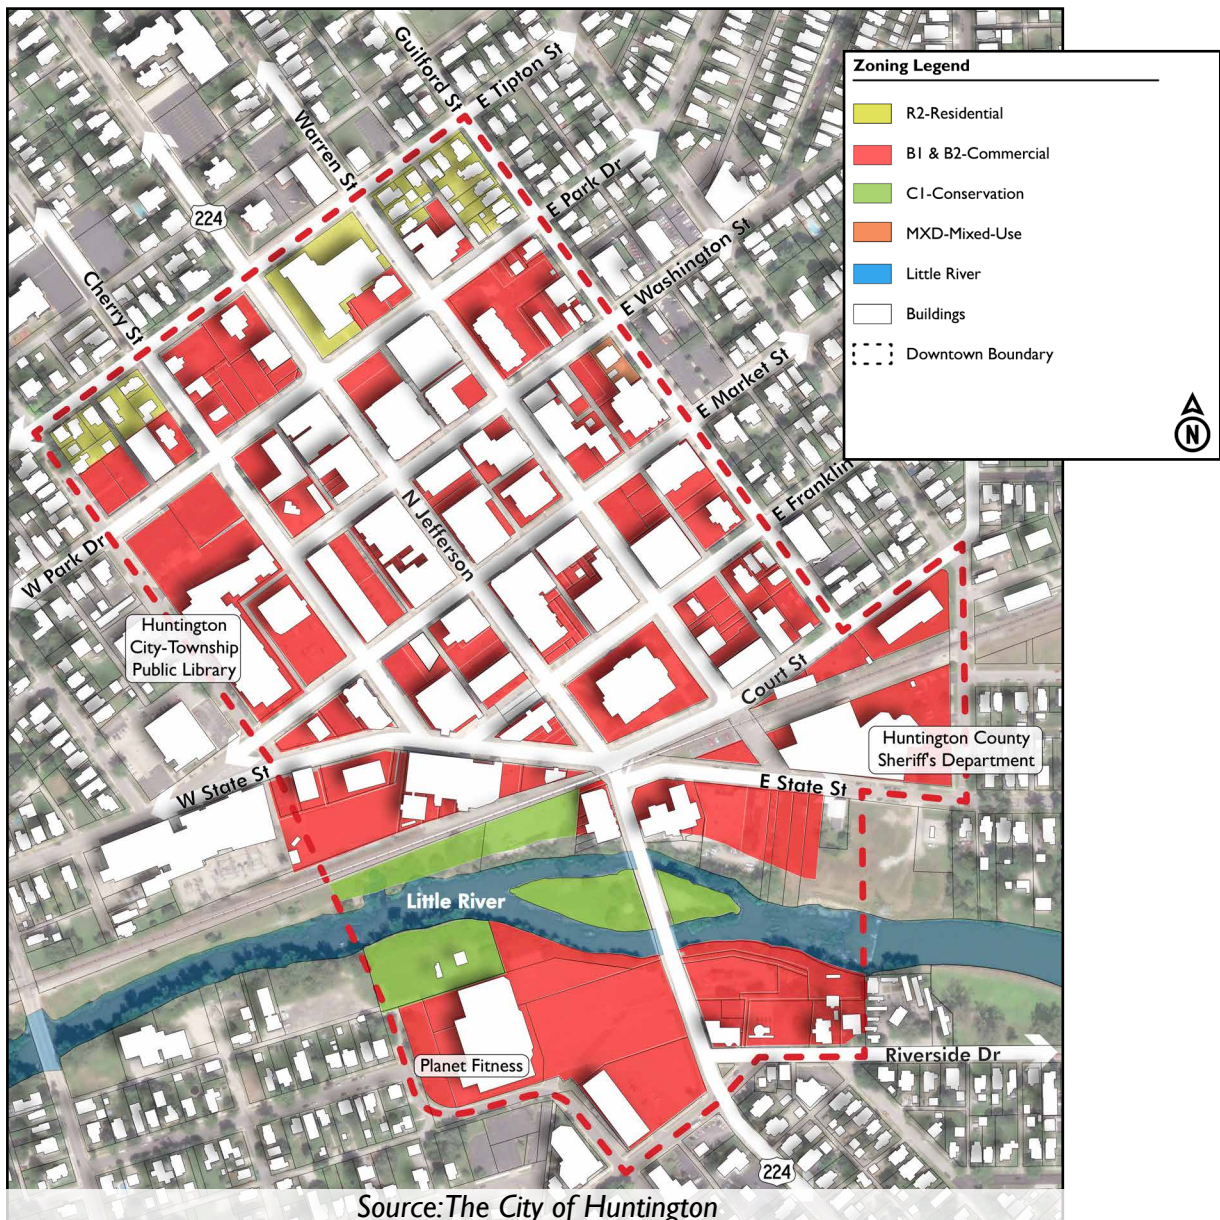 Guilford St
E Tipton St
Warren St
224
E Park Dr
Cherry St
E Washington St
E Market St
E Franklin
N Jefferson
W Park Dr
Huntington
City-Township
Public Library
Court St
Huntington County
Sheriff's Department
W State St
E State St
Little River
Planet Fitness
Riverside Dr
224
Zoning Legend
R2-Residential
B1 & B2-Commercial
C1-Conservation
MXD-Mixed-Use
Little River
Buildings
Downtown Boundary
N
Source: The City of Huntington